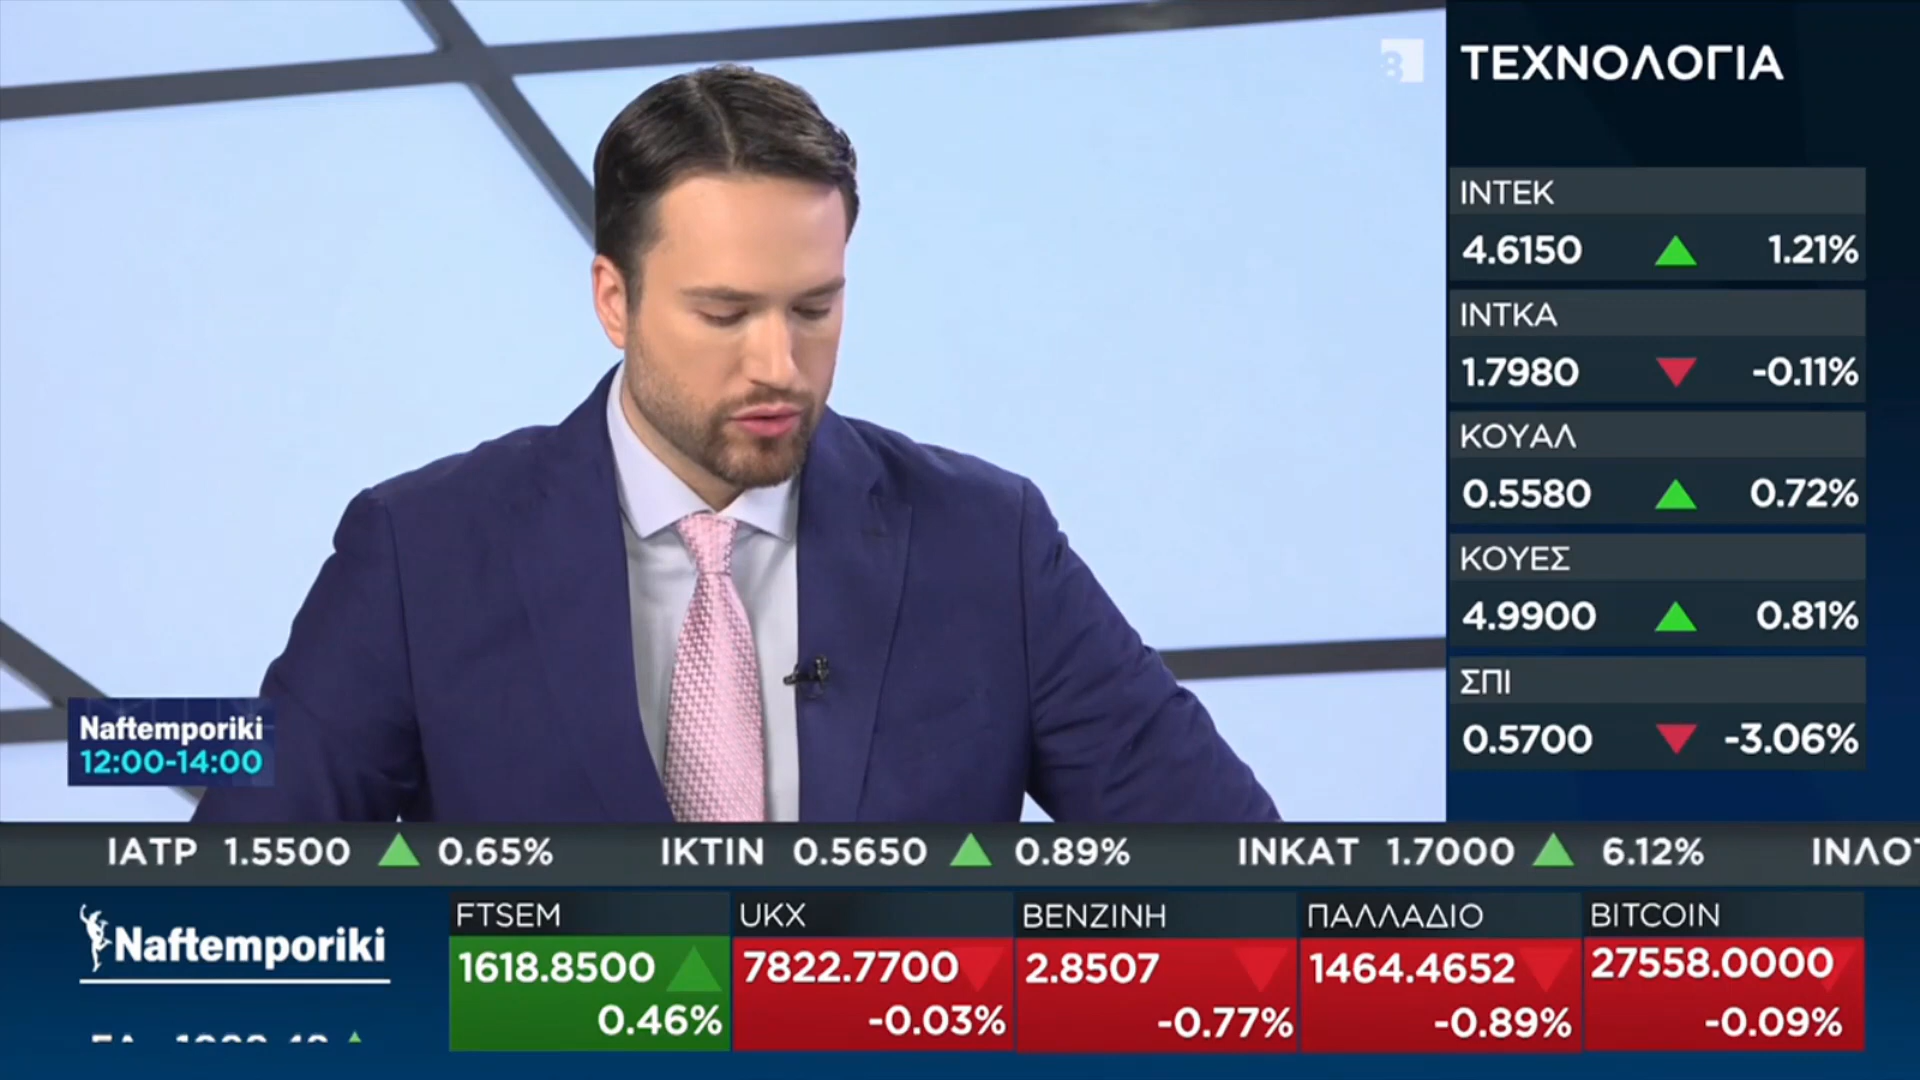 ΤΕΧΝΟΛΟΓΙΑ
ΙΝΤΕΚ
4.6150 1.21%
ΙΝΤΚΑ
1.7980 -0.11%
ΚΟΥΑΛ
0.5580 0.72%
ΚΟΥΕΣ
4.9900 0.81%
ΣΠΙ
0.5700 -3.06%
Naftemporiki
12:00-14:00
ΙΑΤΡ 1.5500 0.65% ΙΚΤΙΝ 0.5650 0.89% ΙΝΚΑΤ 1.7000 6.12% ΙΝΛΟΤ
Naftemporiki
FTSEM
1618.8500
0.46%
UKX
7822.7700
-0.03%
ΒΕΝΖΙΝΗ
2.8507
-0.77%
ΠΑΛΛΑΔΙΟ
1464.4652
-0.89%
BITCOIN
27558.0000
-0.09%